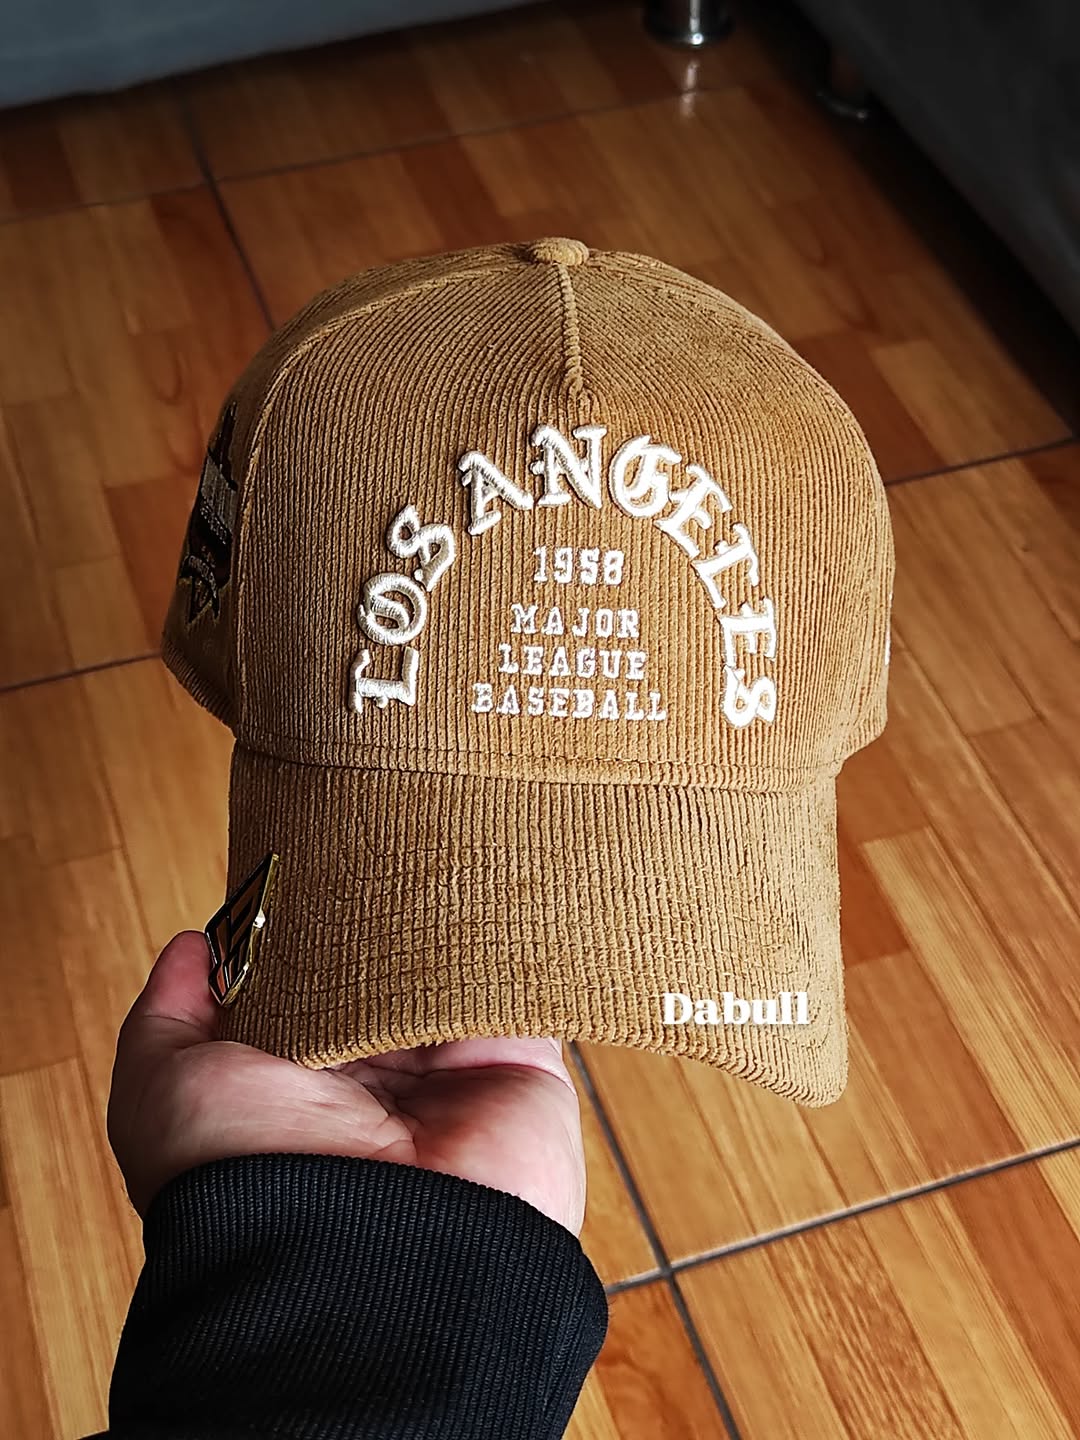 LOS ANGELES
1958
MAJOR
LEAGUE
BASEBALL
Dabull